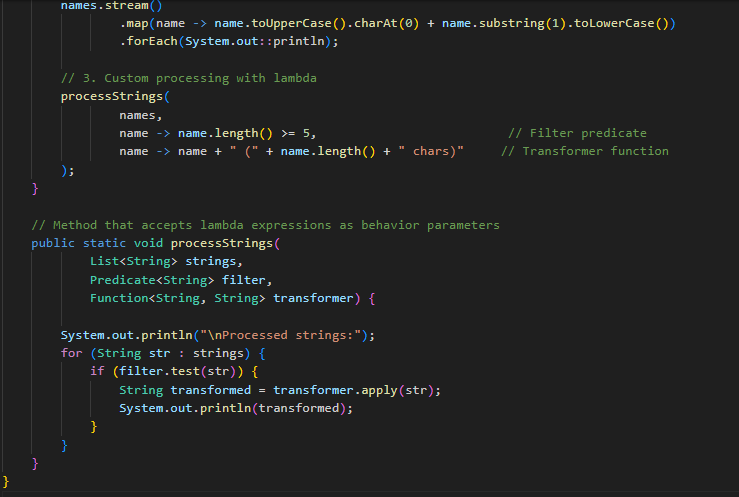 names.stream()
.map(name -> name.toUpperCase().charAt(0) + name.substring(1).toLowerCase())
.forEach(System.out::println);
// 3. Custom processing with lambda
processStrings(
names,
name -> name.length() >= 5, // Filter predicate
name -> name + " (" + name.length() + " chars)" // Transformer function
);
}
// Method that accepts lambda expressions as behavior parameters
public static void processStrings(
List<String> strings,
Predicate<String> filter,
Function<String, String> transformer) {
System.out.println("\nProcessed strings:");
for (String str : strings) {
if (filter.test(str)) {
String transformed = transformer.apply(str);
System.out.println(transformed);
}
}
}
}